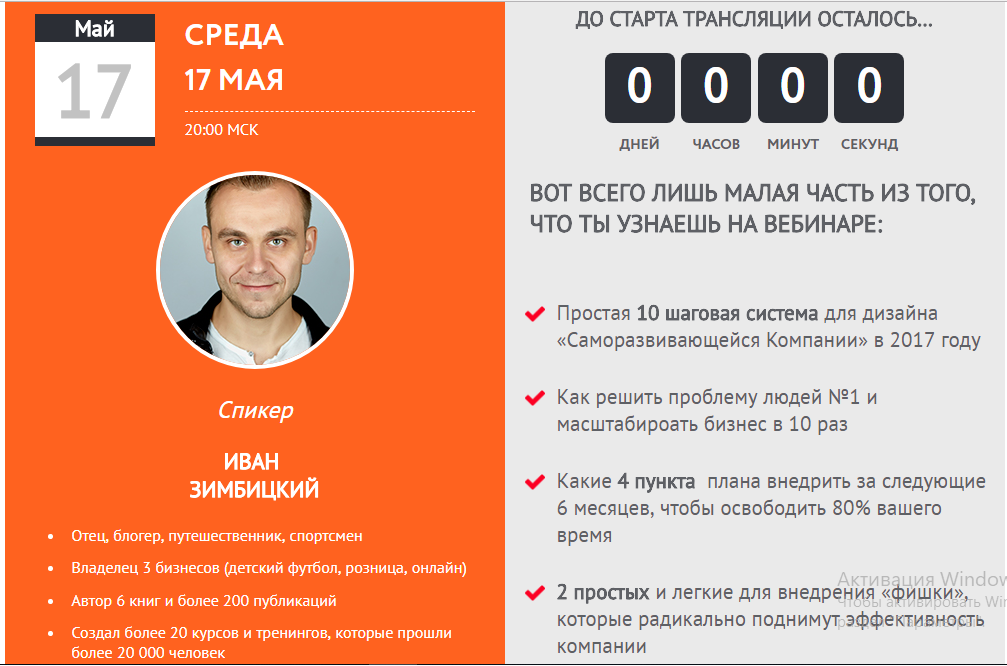 Май
17
СРЕДА
17 МАЯ
20:00 МСК
Спикер
ИВАН
ЗИМБИЦКИЙ
Отец, блогер, путешественник, спортсмен
Владелец 3 бизнесов (детский футбол, розница, онлайн)
Автор 6 книг и более 200 публикаций
Создал более 20 курсов и тренингов, которые прошли
более 20 000 человек
ДО СТАРТА ТРАНСЛЯЦИИ ОСТАЛОСЬ...
0 0 0 0
ДНЕЙ ЧАСОВ МИНУТ СЕКУНД
ВОТ ВСЕГО ЛИШЬ МАЛАЯ ЧАСТЬ ИЗ ТОГО,
ЧТО ТЫ УЗНАЕШЬ НА ВЕБИНАРЕ:
Простая 10 шаговая система для дизайна
«Саморазвивающейся Компании» в 2017 году
Как решить проблему людей №1 и
масштабироать бизнес в 10 раз
Какие 4 пункта плана внедрить за следующие
6 месяцев, чтобы освободить 80% вашего
время
2 простых и легкие для внедрения «фишки»,
которые радикально поднимут эффективность
компании
Активация Window
Чтобы активировать Win